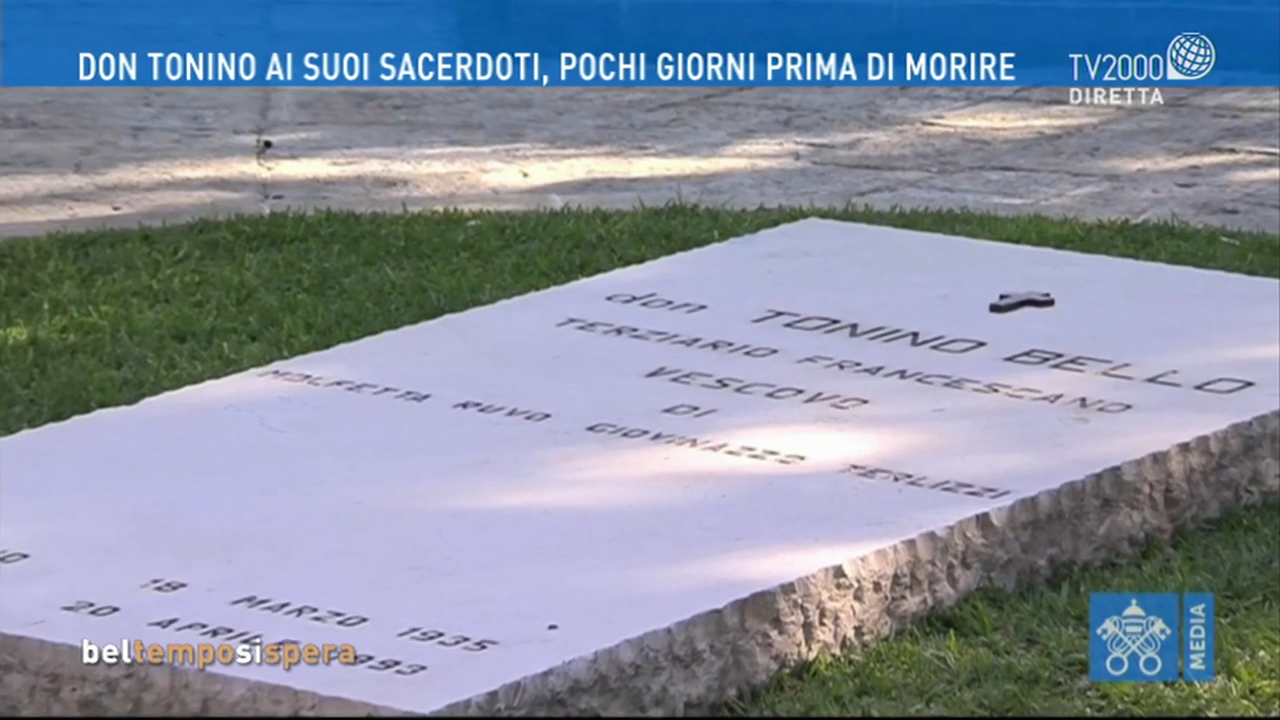 DON TONINO AI SUOI SACERDOTI, POCHI GIORNI PRIMA DI MORIRE
TV2000
DIRETTA
don TONINO BELLO
TERZIARIO FRANCESCANO
VESCOVO
DI
MOLFETTA RUVO GIOVINAZZO TERLIZZI
18 MARZO 1935
20 APRILE 1993
beltemposispera
MEDIA